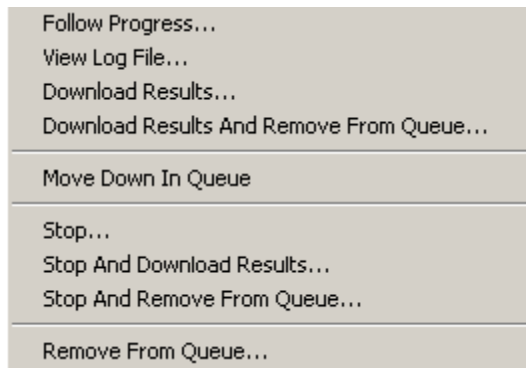 Follow Progress...
View Log File...
Download Results...
Download Results And Remove From Queue...
Move Down In Queue
Stop...
Stop And Download Results...
Stop And Remove From Queue...
Remove From Queue...